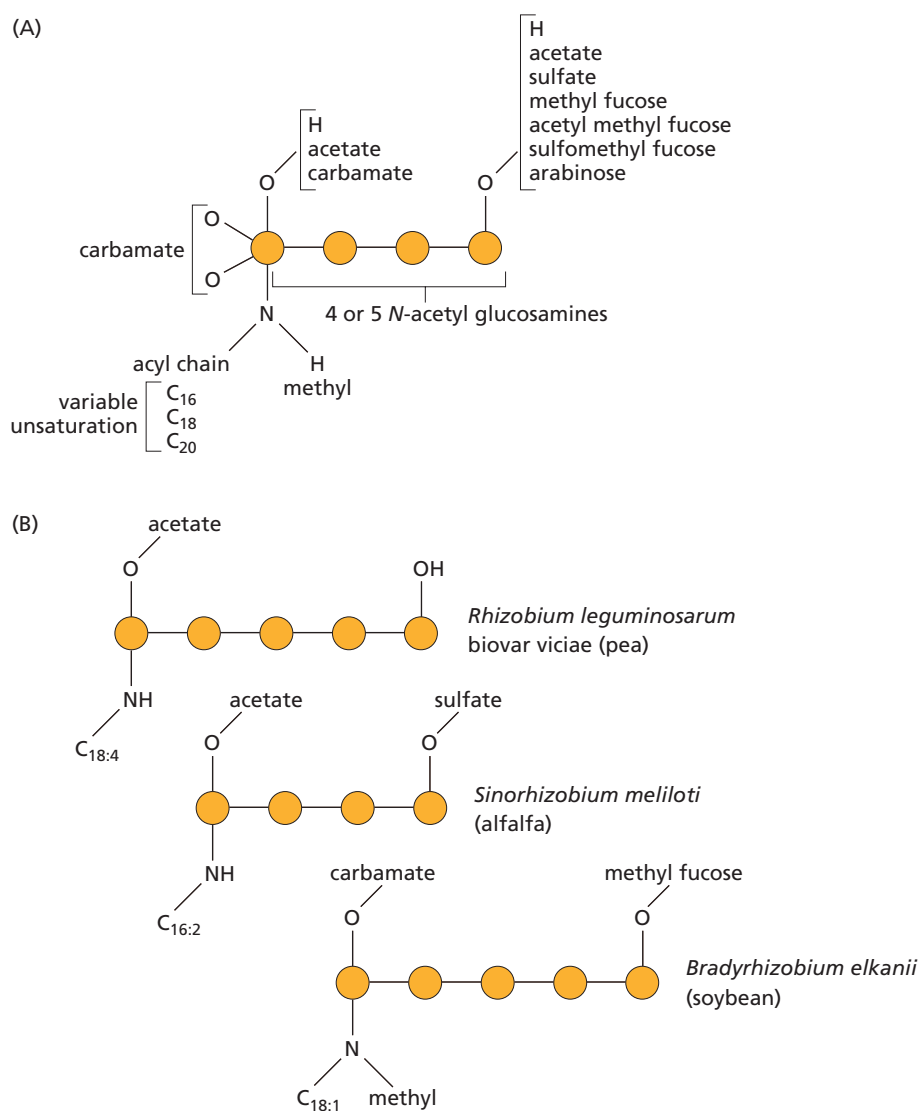 (A)
H
acetate
sulfate
methyl fucose
acetyl methyl fucose
sulfomethyl fucose
arabinose
H
acetate
carbamate
O
O
O
carbamate
O
N
4 or 5 N-acetyl glucosamines
acyl chain
H
methyl
variable
unsaturation
C16
C18
C20
(B)
acetate
O
OH
Rhizobium leguminosarum
biovar viciae (pea)
NH
C18:4
acetate
sulfate
O
O
Sinorhizobium meliloti
(alfalfa)
NH
C16:2
carbamate
methyl fucose
O
O
Bradyrhizobium elkanii
(soybean)
N
C18:1
methyl